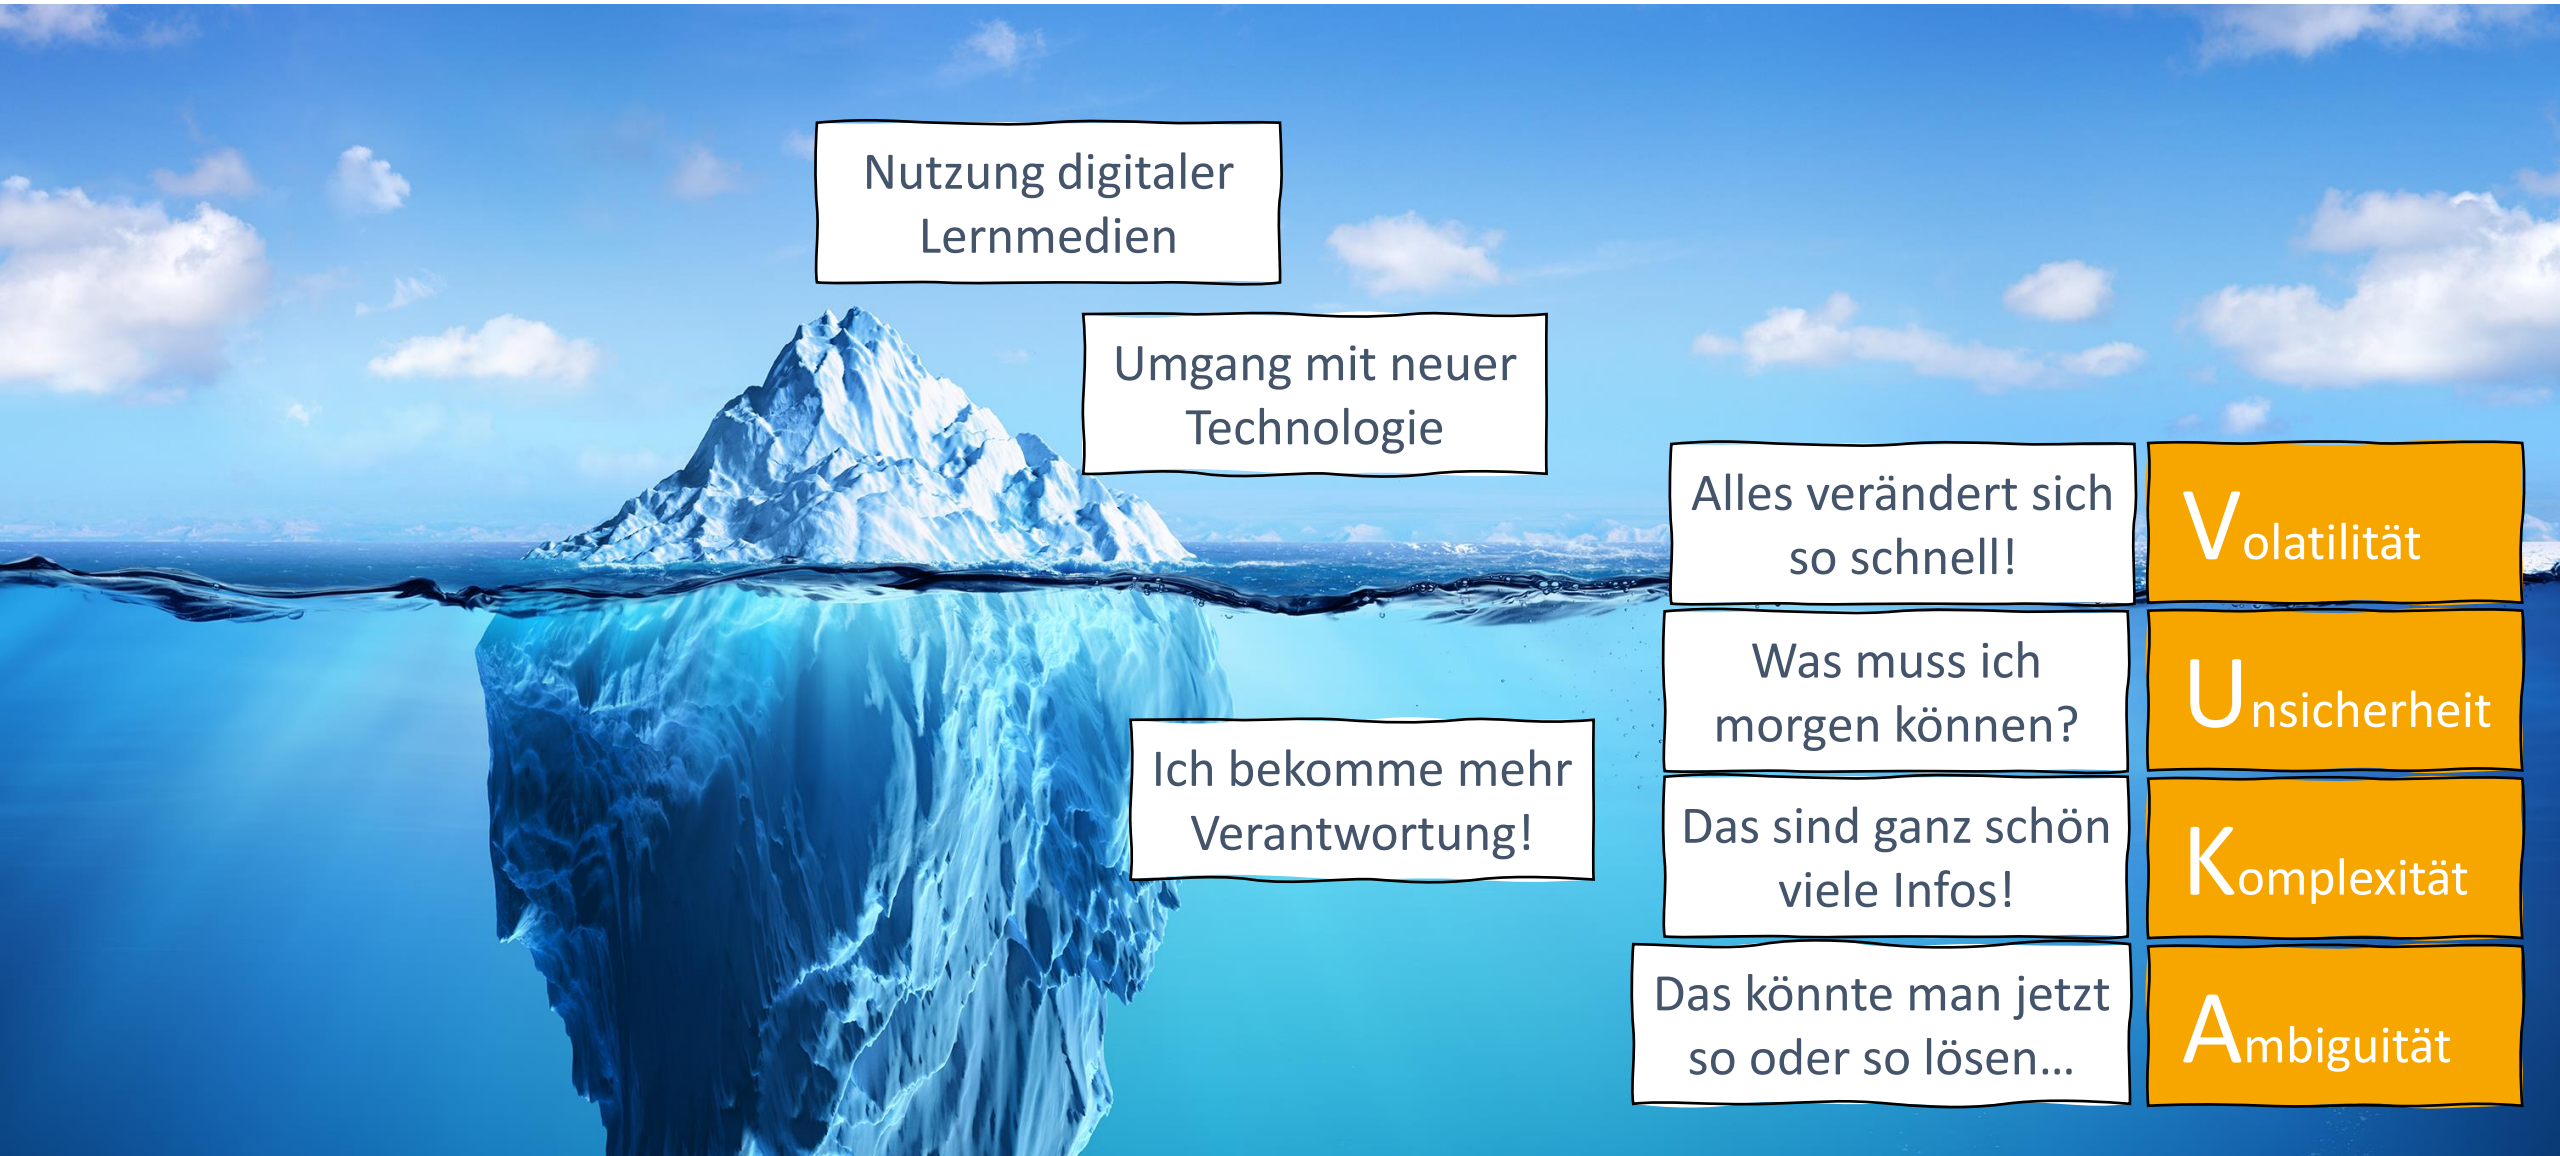 Nutzung digitaler
Lernmedien
Umgang mit neuer
Technologie
Alles verändert sich
so schnell!
Volatilität
Was muss ich
morgen können?
Unsicherheit
Ich bekomme mehr
Verantwortung!
Das sind ganz schön
viele Infos!
Komplexität
Das könnte man jetzt
so oder so lösen...
Ambiguität